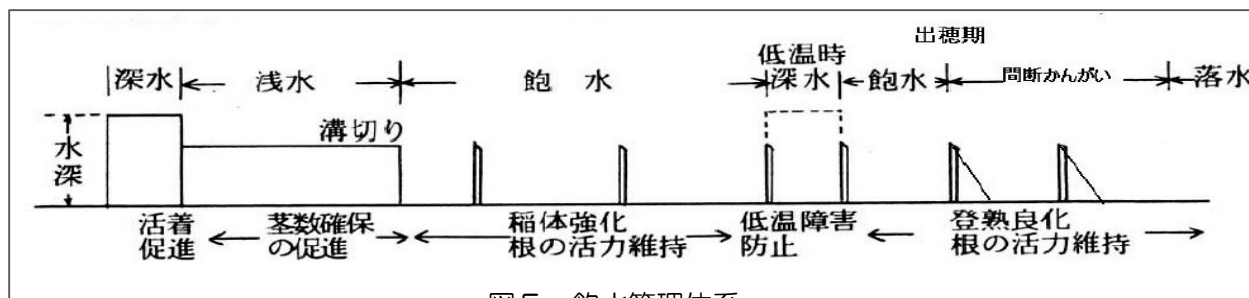 出穂期
低温時
深水
浅水
飽水
深水
飽水
間断かんがい
落水
溝切り
水深
活着
促進
茎数確保
の促進
稲体強化
根の活力維持
低温障害
防止
登熟良化
根の活力維持